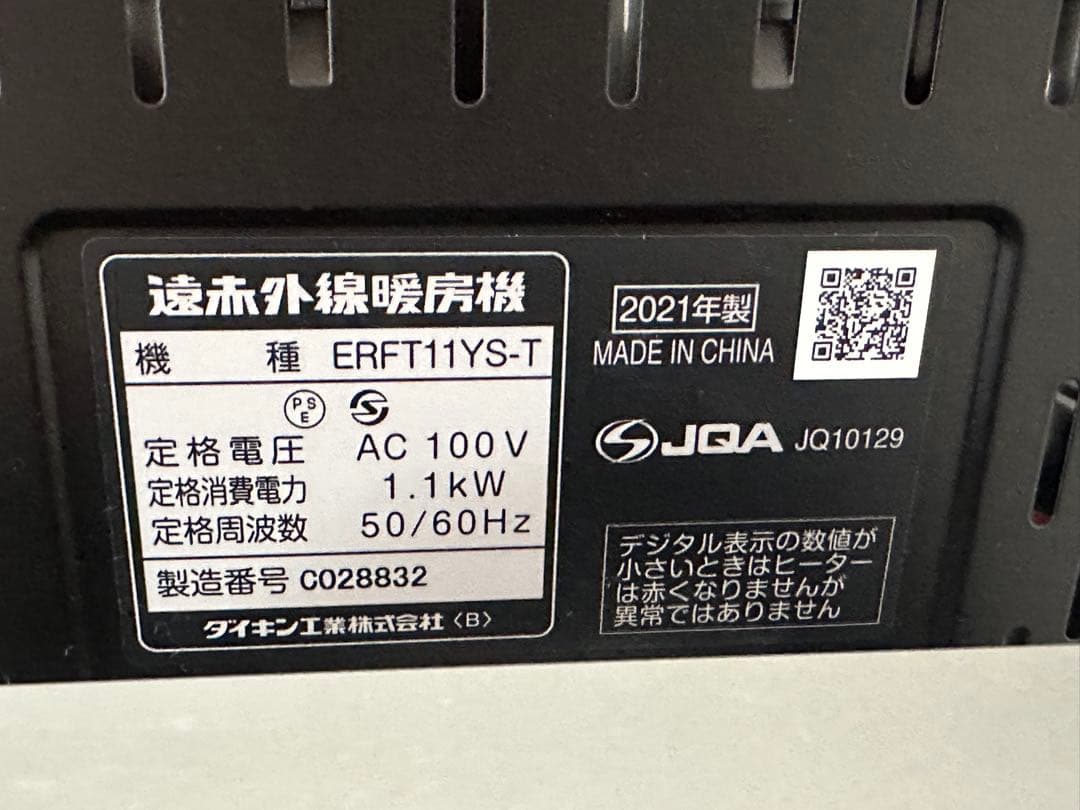 遠赤外線暖房機
機 種 ERFT11YS-T
PSE
定格電圧 AC 100V
定格消費電力 1.1kW
定格周波数 50/60Hz
製造番号 C028832
ダイキン工業株式会社〈B〉
2021年製
MADE IN CHINA
JQA JQ10129
デジタル表示の数値が
小さいときはヒーター
は赤くなりませんが
異常ではありません